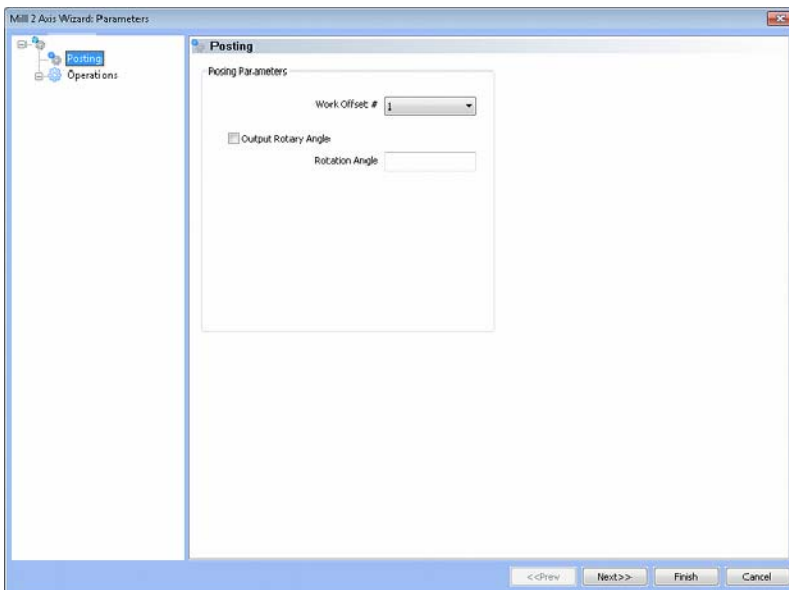 Mill 2 Axis Wizard: Parameters
Posting
Operations
Posting
Posing Parameters
Work Offset #
1
Output Rotary Angle
Rotation Angle
<<Prev
Next>>
Finish
Cancel